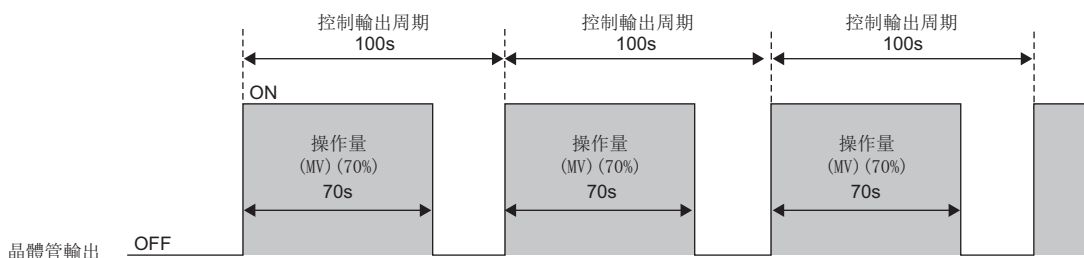 控制輸出周期
100s
控制輸出周期
100s
控制輸出周期
100s
ON
操作量
(MV)(70%)
70s
操作量
(MV)(70%)
70s
操作量
(MV)(70%)
70s
晶體管輸出
OFF